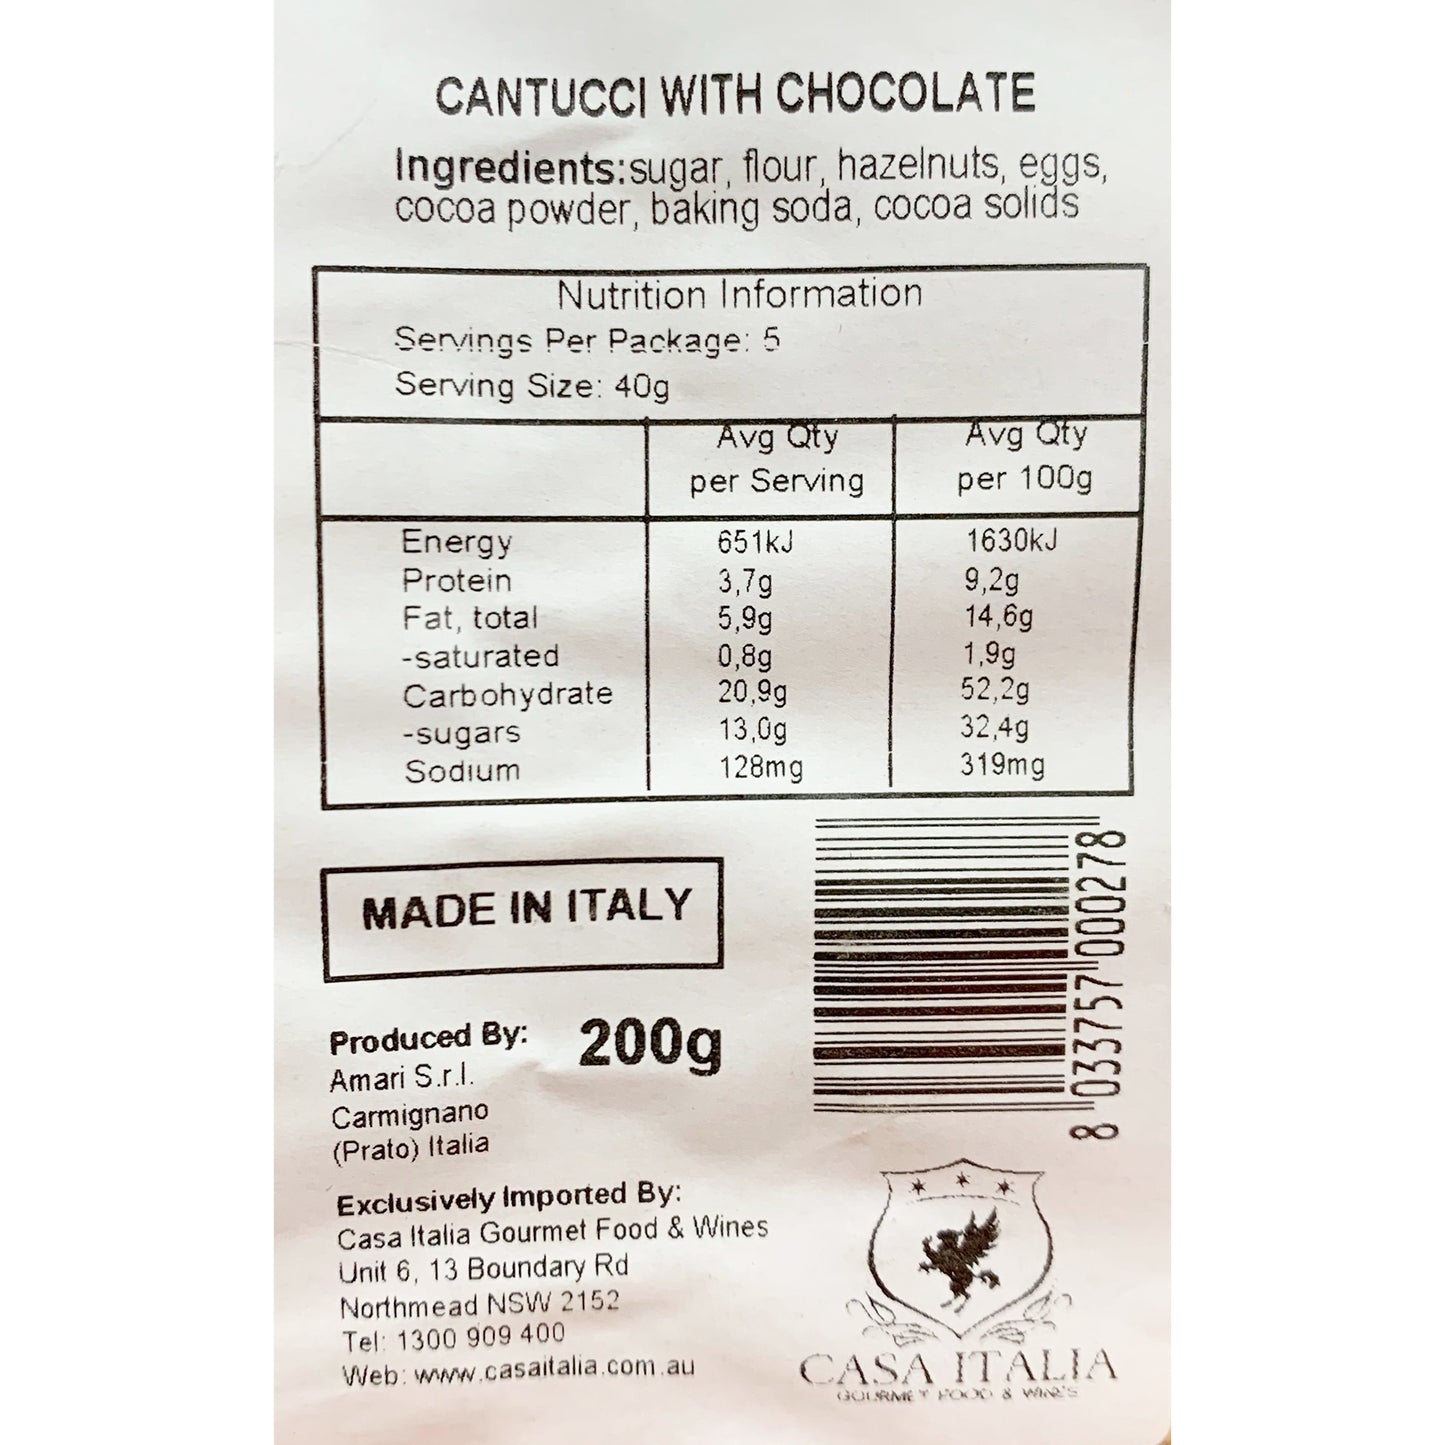 CANTUCCI WITH CHOCOLATE
Ingredients:sugar, flour, hazelnuts, eggs,
cocoa powder, baking soda, cocoa solids
Nutrition Information
Servings Per Package: 5
Serving Size: 40g
Avg Qty per Serving
Avg Qty per 100g
Energy 651kJ 1630kJ
Protein 3,7g 9,2g
Fat, total 5,9g 14,6g
-saturated 0,8g 1,9g
Carbohydrate 20,9g 52,2g
-sugars 13,0g 32,4g
Sodium 128mg 319mg
MADE IN ITALY
8 033757 000278
Produced By:
200g
Amari S.r.l.
Carmignano
(Prato) Italia
Exclusively Imported By:
Casa Italia Gourmet Food & Wines
Unit 6, 13 Boundary Rd
Northmead NSW 2152
Tel: 1300 909 400
Web: www.casaitalia.com.au
CASA ITALIA
GOURMET FOOD & WINE'S